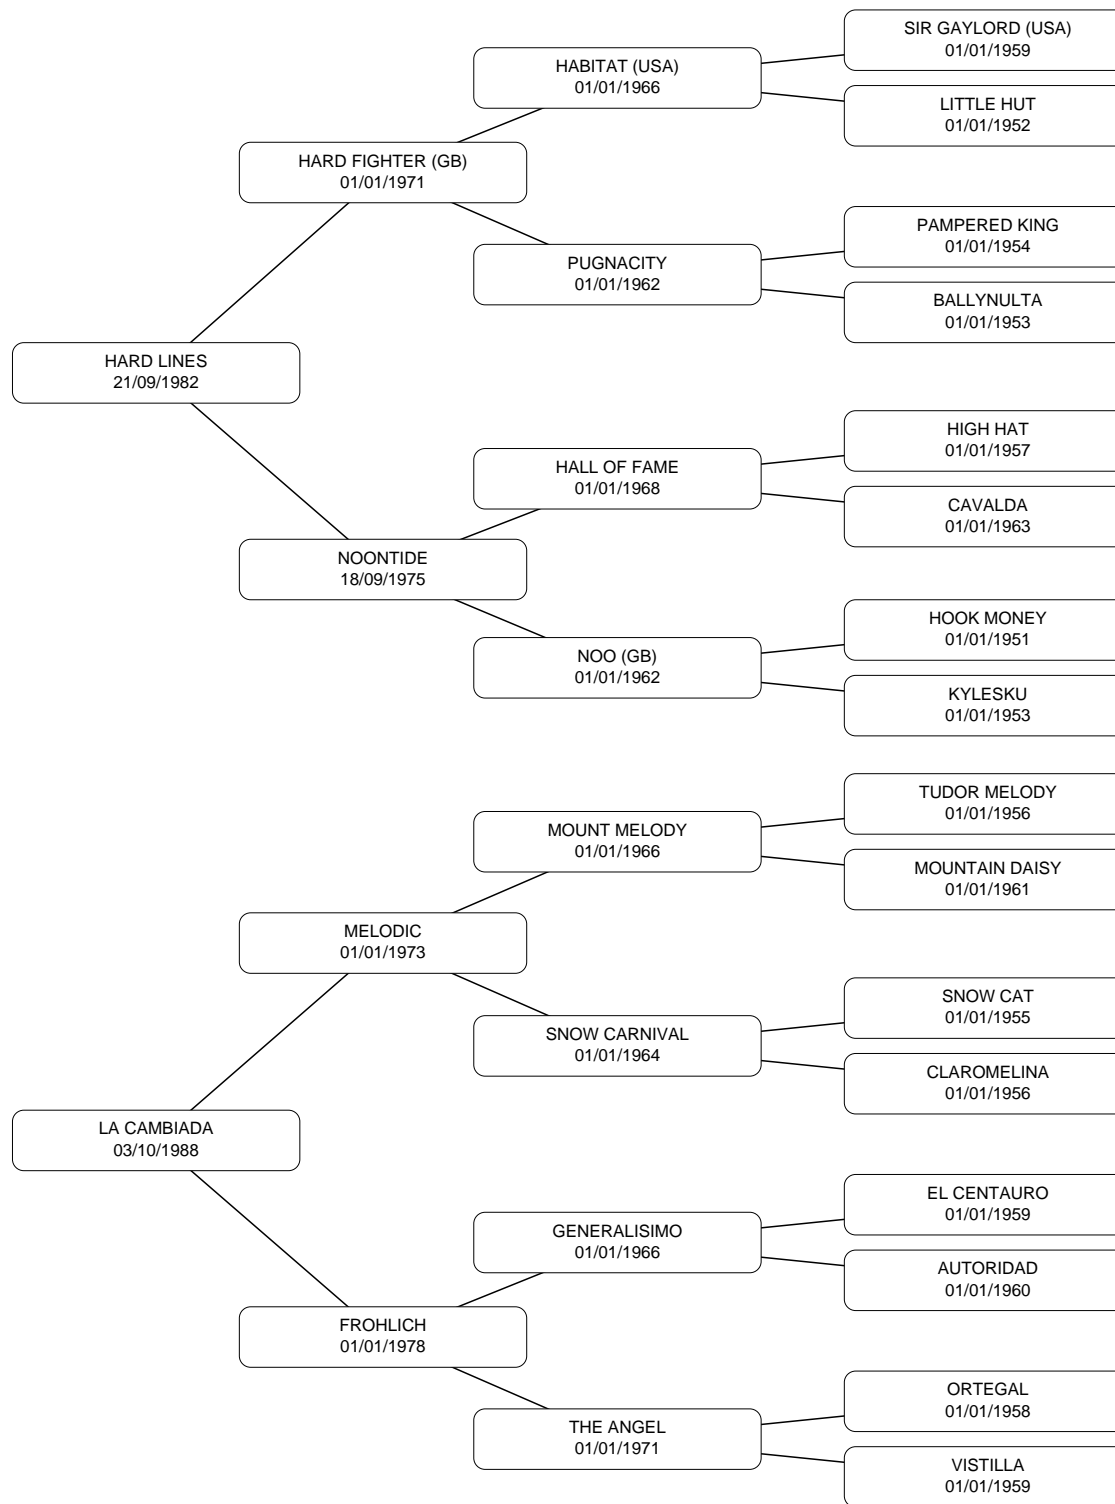 SIR GAYLORD (USA)
01/01/1959
HABITAT (USA)
01/01/1966
LITTLE HUT
01/01/1952
HARD FIGHTER (GB)
01/01/1971
PAMPERED KING
01/01/1954
PUGNACITY
01/01/1962
BALLYNULTA
01/01/1953
HARD LINES
21/09/1982
HIGH HAT
01/01/1957
HALL OF FAME
01/01/1968
CAVALDA
01/01/1963
NOONTIDE
18/09/1975
HOOK MONEY
01/01/1951
NOO (GB)
01/01/1962
KYLESKU
01/01/1953
TUDOR MELODY
01/01/1956
MOUNT MELODY
01/01/1966
MOUNTAIN DAISY
01/01/1961
MELODIC
01/01/1973
SNOW CAT
01/01/1955
SNOW CARNIVAL
01/01/1964
CLAROMELINA
01/01/1956
LA CAMBIADA
03/10/1988
EL CENTAURO
01/01/1959
GENERALISIMO
01/01/1966
AUTORIDAD
01/01/1960
FROHLICH
01/01/1978
ORTEGAL
01/01/1958
THE ANGEL
01/01/1971
VISTILLA
01/01/1959